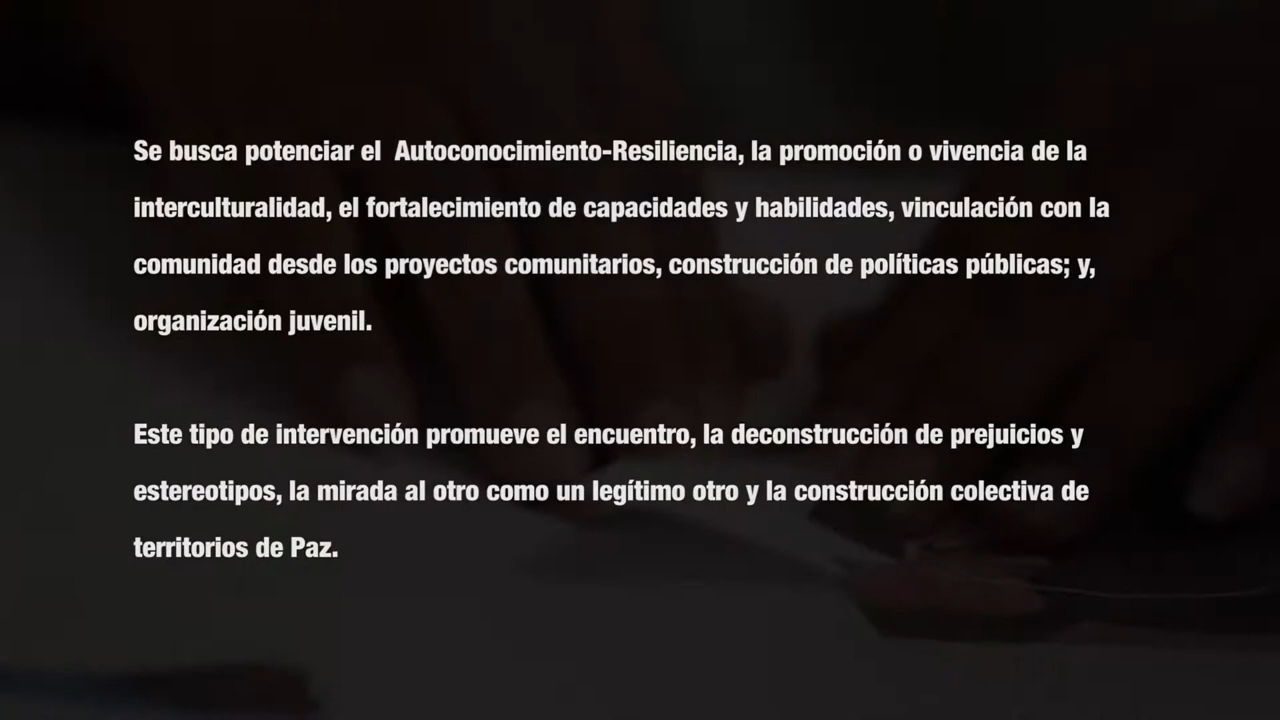 Se busca potenciar el  Autoconocimiento-Resiliencia, la promoción o vivencia de la
interculturalidad, el fortalecimiento de capacidades y habilidades, vinculación con la
comunidad desde los proyectos comunitarios, construcción de políticas públicas; y,
organización juvenil.
Este tipo de intervención promueve el encuentro, la deconstrucción de prejuicios y
estereotipos, la mirada al otro como un legítimo otro y la construcción colectiva de
territorios de Paz.